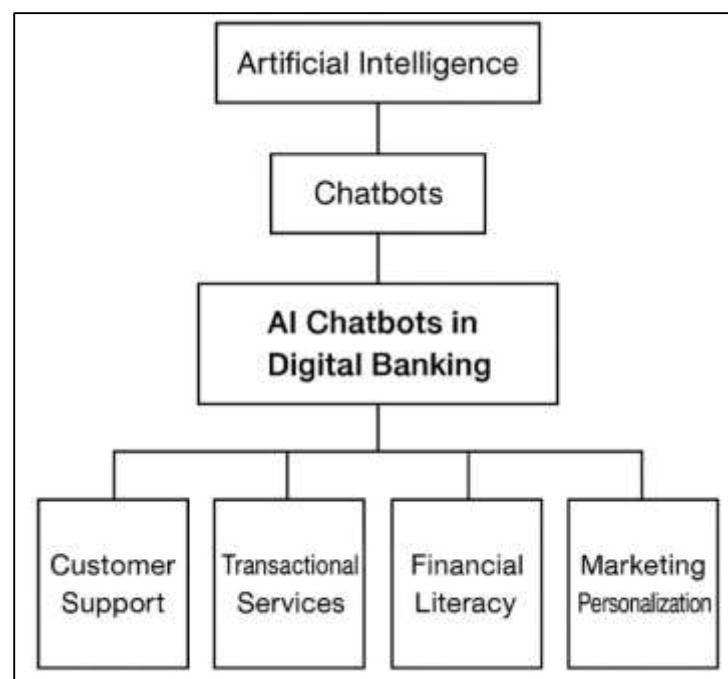 Artificial Intelligence
Chatbots
AI Chatbots in
Digital Banking
Customer
Support
Transactional
Services
Financial
Literacy
Marketing
Personalization